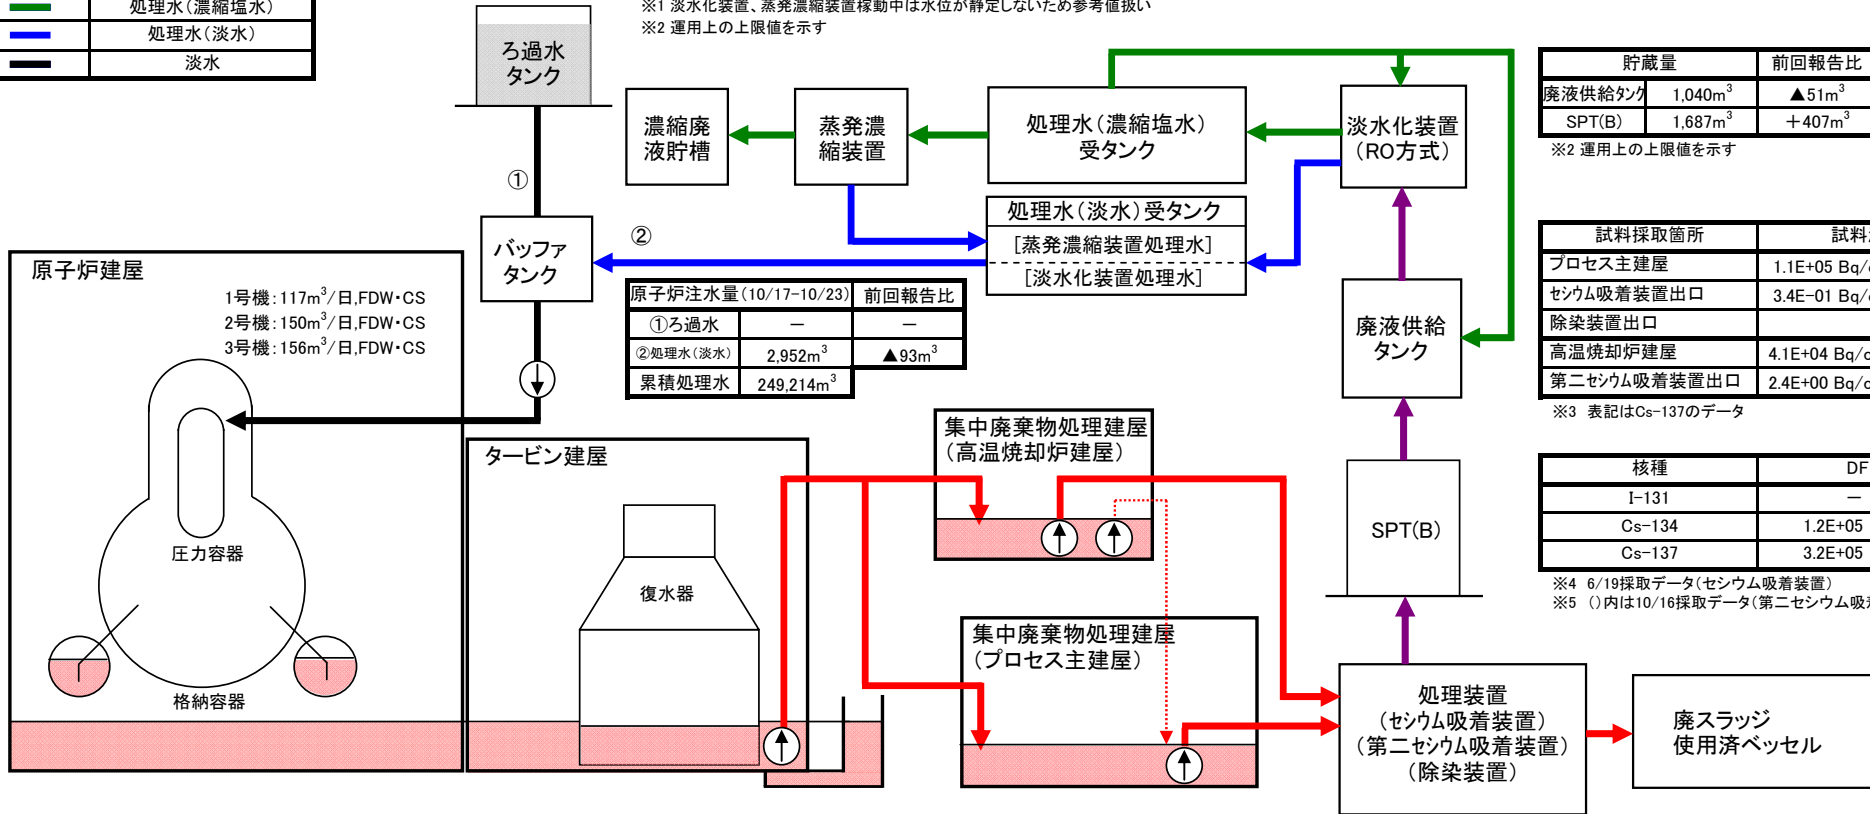 処理水(濃縮塩水)
処理水(淡水)
淡水
※1 淡水化装置、蒸発濃縮装置稼動中は水位が静定しないため参考値扱い
※2 運用上の上限値を示す
ろ過水
タンク
濃縮廃
液貯槽
蒸発濃
縮装置
処理水(濃縮塩水)
受タンク
淡水化装置
(RO方式)
貯蔵量 前回報告比
廃液供給タンク 1,040m³ ▲51m³
SPT(B) 1,687m³ +407m³
※2 運用上の上限値を示す
①
②
バッファ
タンク
処理水(淡水)受タンク
[蒸発濃縮装置処理水]
[淡水化装置処理水]
原子炉建屋
1号機:117m³/日,FDW・CS
2号機:150m³/日,FDW・CS
3号機:156m³/日,FDW・CS
原子炉注水量(10/17-10/23) 前回報告比
①ろ過水 － －
②処理水(淡水) 2,952m³ ▲93m³
累積処理水 249,214m³
廃液供給
タンク
試料採取箇所
プロセス主建屋 1.1E+05
セシウム吸着装置出口 3.4E-01
除染装置出口
高温焼却炉建屋 4.1E+04
第二セシウム吸着装置出口 2.4E+00
※3 表記はCs-137のデータ
タービン建屋
集中廃棄物処理建屋
(高温焼却炉建屋)
核種 DF
I-131 －
Cs-134 1.2E+05
Cs-137 3.2E+05
※4 6/19採取データ(セシウム吸着装置)
※5 ()内は10/16採取データ(第二セシウム吸
SPT(B)
圧力容器
復水器
格納容器
集中廃棄物処理建屋
(プロセス主建屋)
処理装置
(セシウム吸着装置)
(第二セシウム吸着装置)
(除染装置)
廃スラッジ
使用済ベッセル